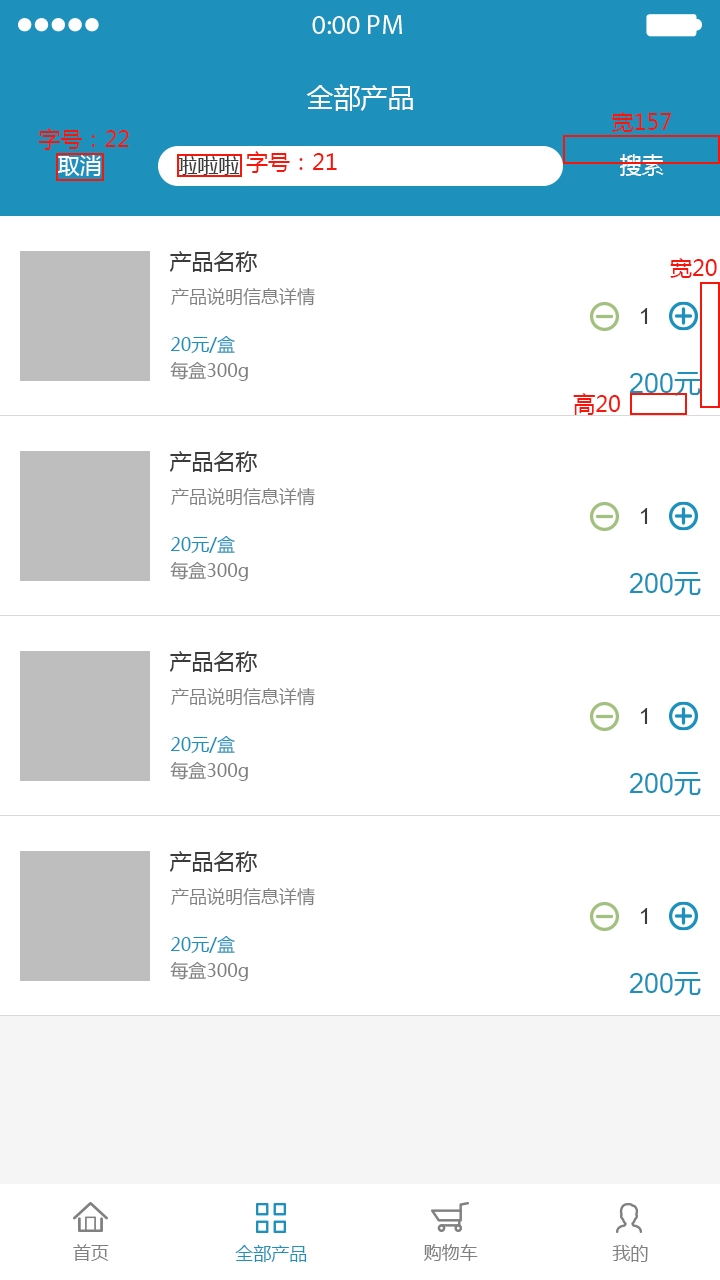 0:00 PM
全部产品
宽157
字号：22
取消
啦啦啦
字号：21
搜索
产品名称
产品说明信息详情
宽20
1
20元/盒
每盒300g
200元
高20
产品名称
产品说明信息详情
1
20元/盒
每盒300g
200元
产品名称
产品说明信息详情
1
20元/盒
每盒300g
200元
产品名称
产品说明信息详情
1
20元/盒
每盒300g
200元
首页
全部产品
购物车
我的